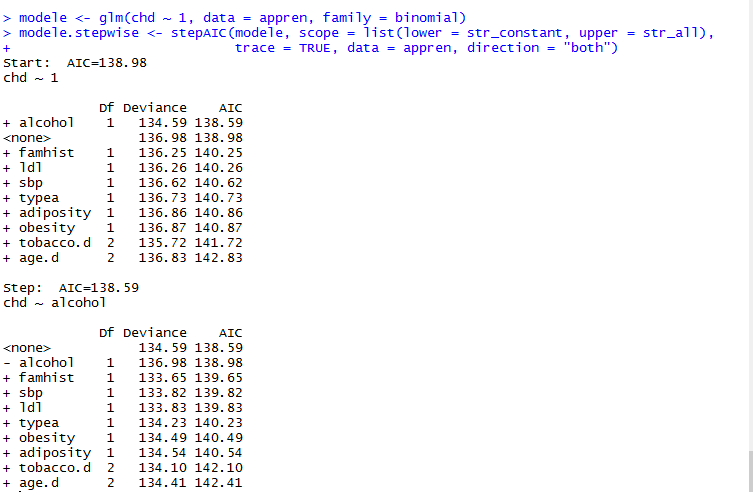 > modele <- glm(chd ~ 1, data = appren, family = binomial)
> modele.stepwise <- stepAIC(modele, scope = list(lower = str_constant, upper = str_all),
+                            trace = TRUE, data = appren, direction = "both")
Start:  AIC=138.98
chd ~ 1

            Df Deviance    AIC
+ alcohol    1   134.59 138.59
<none>           136.98 138.98
+ famhist    1   136.25 140.25
+ ldl        1   136.26 140.26
+ sbp        1   136.62 140.62
+ typea      1   136.73 140.73
+ adiposity  1   136.86 140.86
+ obesity    1   136.87 140.87
+ tobacco.d  2   135.72 141.72
+ age.d      2   136.83 142.83

Step:  AIC=138.59
chd ~ alcohol

            Df Deviance    AIC
<none>           134.59 138.59
- alcohol    1   136.98 138.98
+ famhist    1   133.65 139.65
+ sbp        1   133.82 139.82
+ ldl        1   133.83 139.83
+ typea      1   134.23 140.23
+ obesity    1   134.49 140.49
+ adiposity  1   134.54 140.54
+ tobacco.d  2   134.10 142.10
+ age.d      2   134.41 142.41